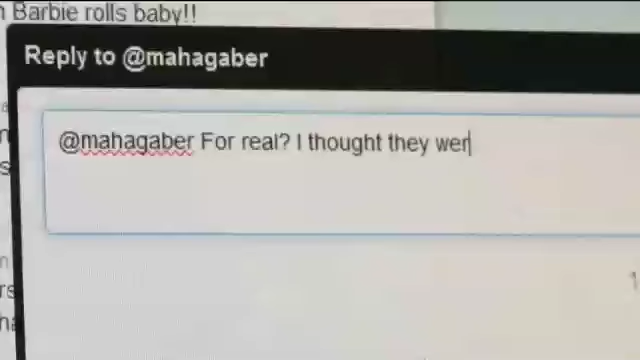 Barbie rolls baby!!
Reply to @mahagaber
@mahagaber For real? I thought they wer